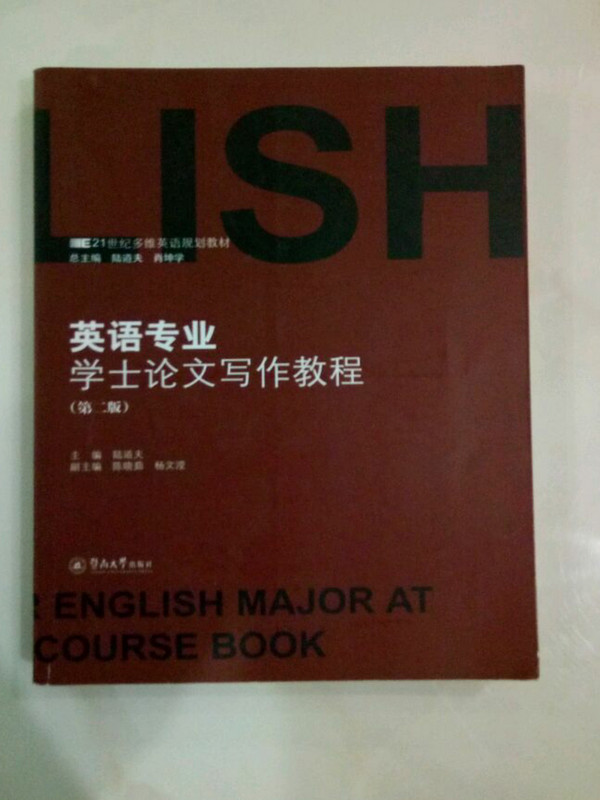 LISH
21世纪多维英语规划教材
总主编 陆道夫 肖坤学
英语专业
学士论文写作教程
(第二版)
主 编 陆道夫
副主编 陈晓茹 杨文滢
暨南大学出版社
R ENGLISH MAJOR AT
COURSE BOOK